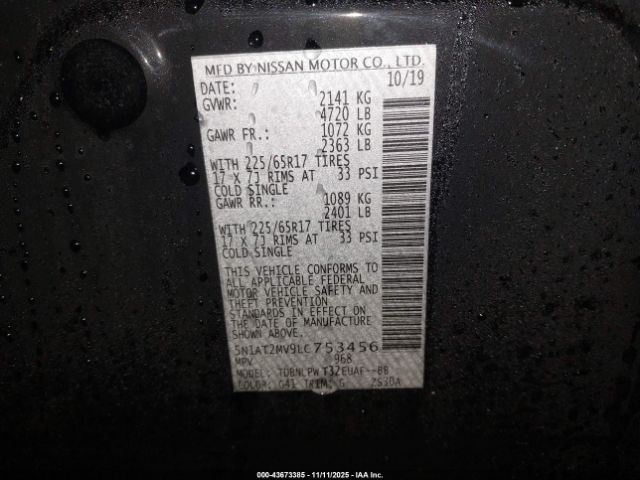 MFD BY NISSAN MOTOR CO., LTD.
DATE: 10/19
GVWR: 2141 KG
4720 LB
GAWR FR.: 1072 KG
2363 LB
WITH 225/65R17 TIRES
17 X 7J RIMS AT 33 PSI
COLD SINGLE
GAWR RR.: 1089 KG
2401 LB
WITH 225/65R17 TIRES
17 X 7J RIMS AT 33 PSI
COLD SINGLE
THIS VEHICLE CONFORMS TO
ALL APPLICABLE FEDERAL
MOTOR VEHICLE SAFETY AND
THEFT PREVENTION
STANDARDS IN EFFECT ON
THE DATE OF MANUFACTURE
SHOWN ABOVE.
5N1AT2MV9LC753456
MPV 968
MODEL: TDBNLPW T32EUAF--BB
COLOR: G41 TRIM: G ZS30A
000-43673385 - 11/11/2025 - IAA Inc.